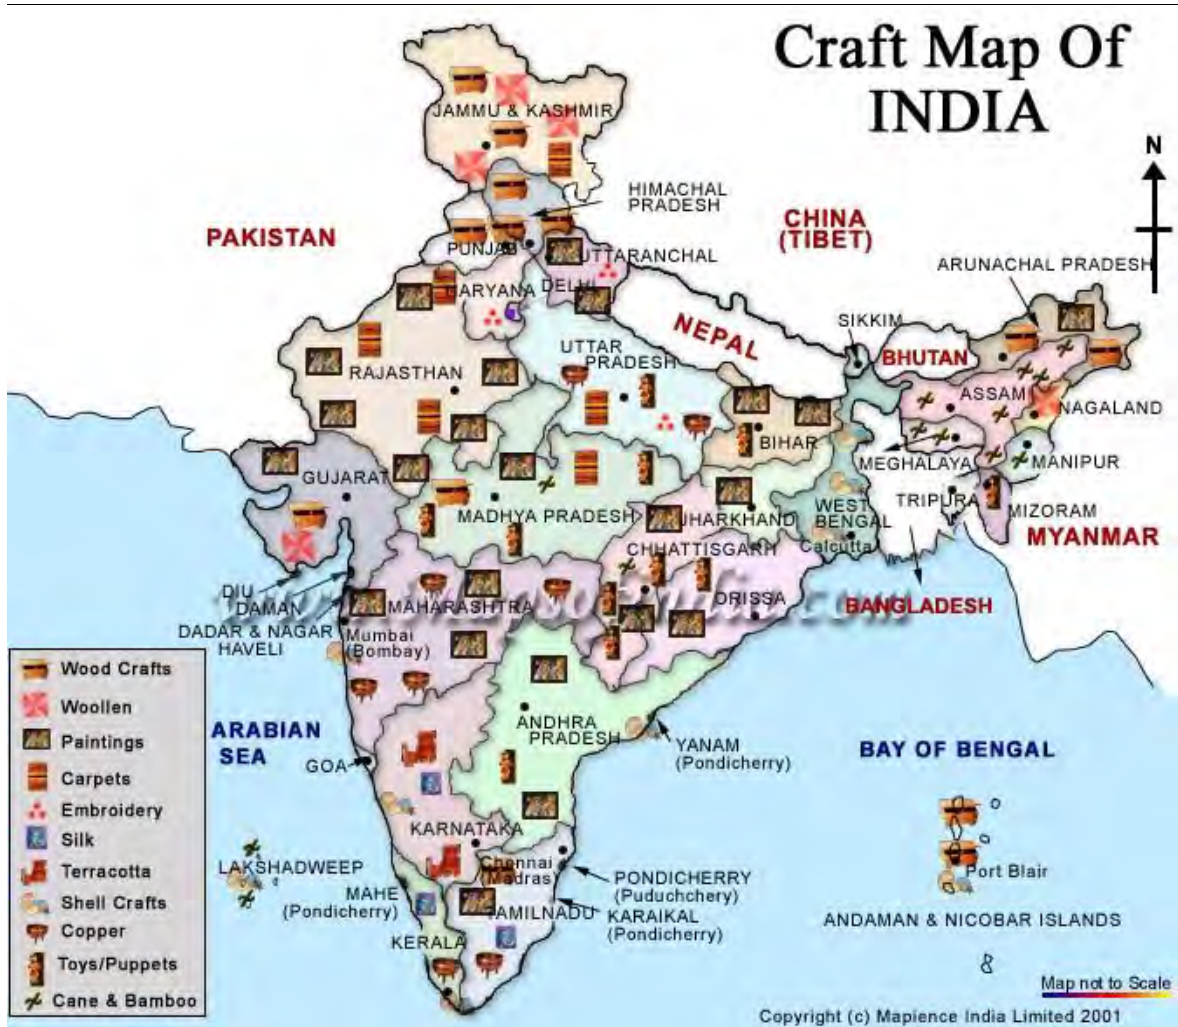 Craft Map Of
INDIA
N
JAMMU & KASHMIR
HIMACHAL
PRADESH
PAKISTAN
CHINA
(TIBET)
PUNJAB
UTTARANCHAL
ARUNACHAL PRADESH
HARYANA
DELHI
SIKKIM
NEPAL
BHUTAN
UTTAR
PRADESH
RAJASTHAN
ASSAM
NAGALAND
BIHAR
MEGHALAYA
MANIPUR
GUJARAT
MADHYA PRADESH
JHARKHAND
WEST
BENGAL
TRIPURA
MIZORAM
MYANMAR
Calcutta
CHHATTISGARH
DIU
DAMAN
MAHARASHTRA
ORISSA
BANGLADESH
DADAR & NAGAR
HAVELI
Mumbai
(Bombay)
Wood Crafts
Woollen
Paintings
Carpets
Embroidery
Silk
Terracotta
Shell Crafts
Copper
Toys/Puppets
Cane & Bamboo
ARABIAN
SEA
ANDHRA
PRADESH
YANAM
(Pondicherry)
BAY OF BENGAL
GOA
KARNATAKA
LAKSHADWEEP
Chennai
(Madras)
PONDICHERRY
(Puduchchery)
MAHE
(Pondicherry)
TAMILNADU
KARAIKAL
(Pondicherry)
KERALA
Port Blair
ANDAMAN & NICOBAR ISLANDS
Map not to Scale
Copyright (c) Mapience India Limited 2001